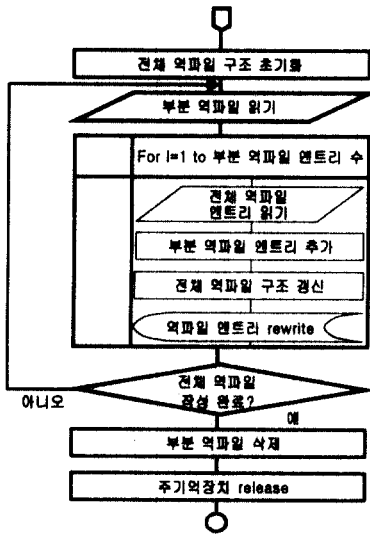 전체 역파일 구조 초기화
부분 역파일 읽기
For I=1 to 부분 역파일 엔트리 수
전체 역파일
엔트리 읽기
부분 역파일 엔트리 추가
전체 역파일 구조 갱신
역파일 엔트리 rewrite
전체 역파일
작성 완료?
아니오
예
부분 역파일 삭제
주기억장치 release